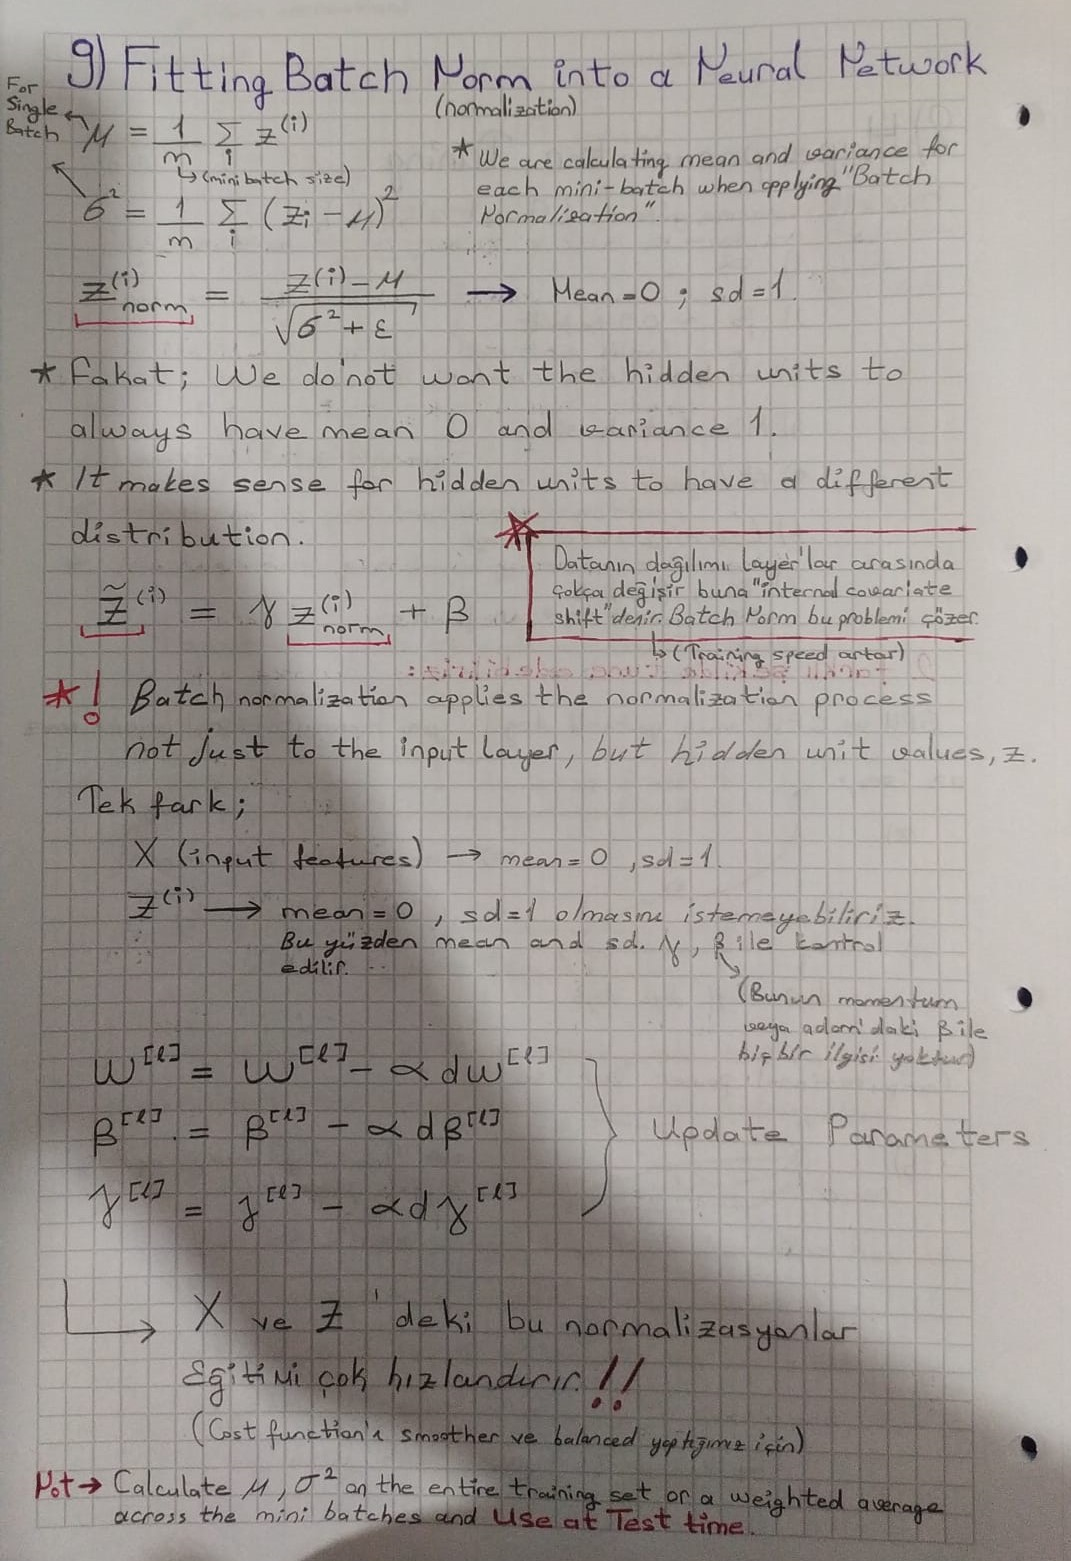 9) Fitting Batch Norm into a Neural Network
(normalization)
For
Single
Batch
μ = 1/m Σ_i z^(i)
↳ (mini batch size)
σ² = 1/m Σ_i (zi - μ)²
* We are calculating mean and variance for
each mini-batch when applying "Batch
Normalization".
z^(i)_norm = (z^(i) - μ) / √(σ² + ε) → Mean = 0 ; sd = 1.
* Fakat; We do not want the hidden units to
always have mean 0 and variance 1.
* It makes sense for hidden units to have a different
distribution.
z̃^(i) = γ z^(i)_norm + β
* Datanın dağılımı layer'lar arasında
çokça değişir buna "internal covariate
shift" denir. Batch Norm bu problemi çözer.
↳ (Training speed artar)
*! Batch normalization applies the normalization process
not just to the input layer, but hidden unit values, z.
Tek fark;
X (input features) → mean = 0 , sd = 1.
z^(i) → mean = 0 , sd = 1 olmasını istemeyebiliriz.
Bu yüzden mean and sd. γ, β ile kontrol
edilir.
(Bunun momentum
veya adam'daki β ile
hiçbir ilgisi yoktur)
W^[l] = W^[l] - α dw^[l]
β^[l] = β^[l] - α dβ^[l]
γ^[l] = γ^[l] - α dγ^[l]
Update Parameters
→ X ve Z 'deki bu normalizasyonlar
Eğitimi çok hızlandırır!!
(Cost function'ı smoother ve balanced yaptığımız için)
Not → Calculate μ, σ² on the entire training set or a weighted average
across the mini batches and Use at Test time.